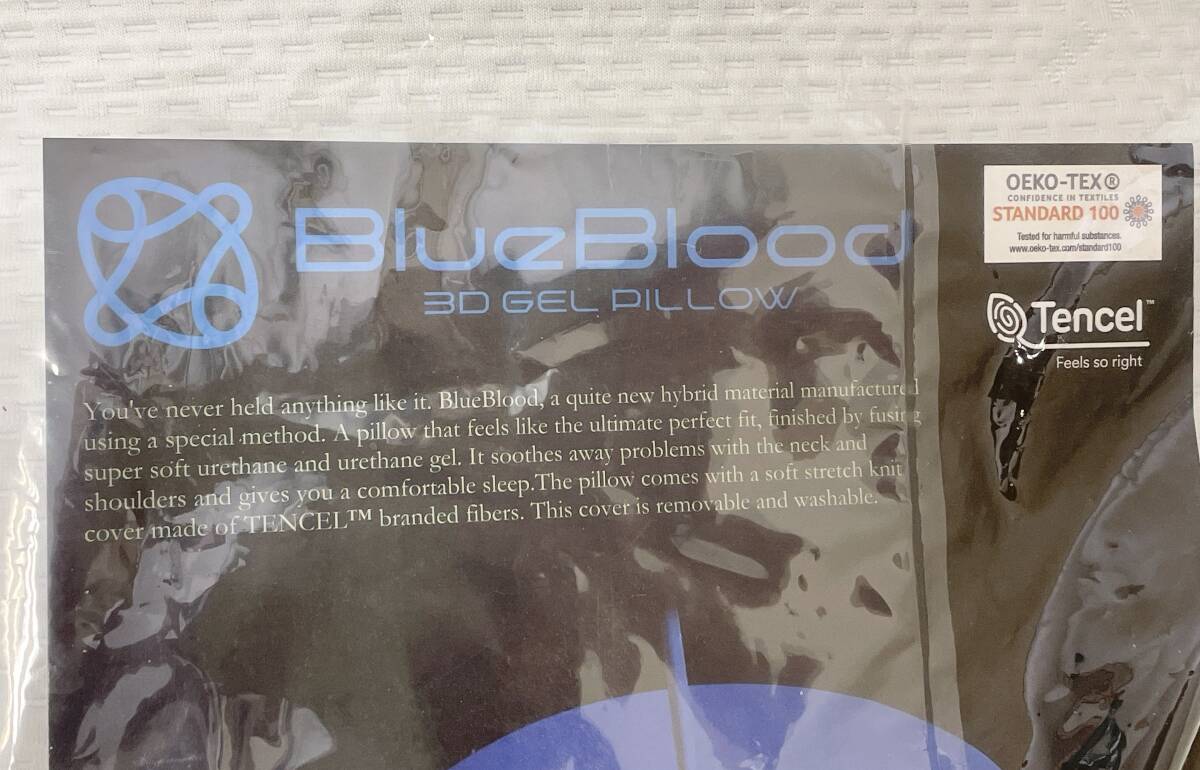 BlueBlood
3D GEL PILLOW
You've never held anything like it. BlueBlood, a quite new hybrid material manufactured
using a special method. A pillow that feels like the ultimate perfect fit, finished by fusing
super soft urethane and urethane gel. It soothes away problems with the neck and
shoulders and gives you a comfortable sleep.The pillow comes with a soft stretch knit
cover made of TENCEL™ branded fibers. This cover is removable and washable.
OEKO-TEX®
CONFIDENCE IN TEXTILES
STANDARD 100
Tested for harmful substances.
www.oeko-tex.com/standard100
Tencel™
Feels so right